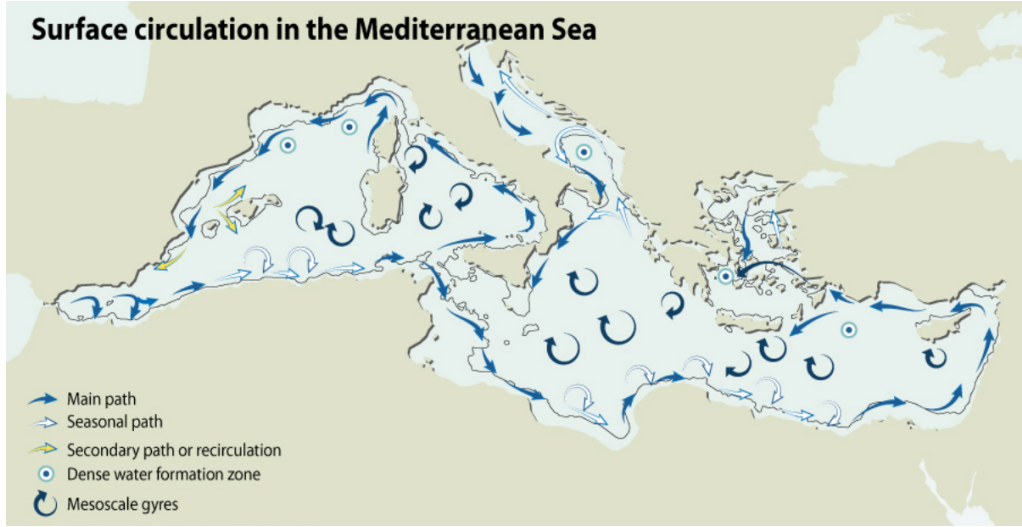 Surface circulation in the Mediterranean Sea
Main path
Seasonal path
Secondary path or recirculation
Dense water formation zone
Mesoscale gyres